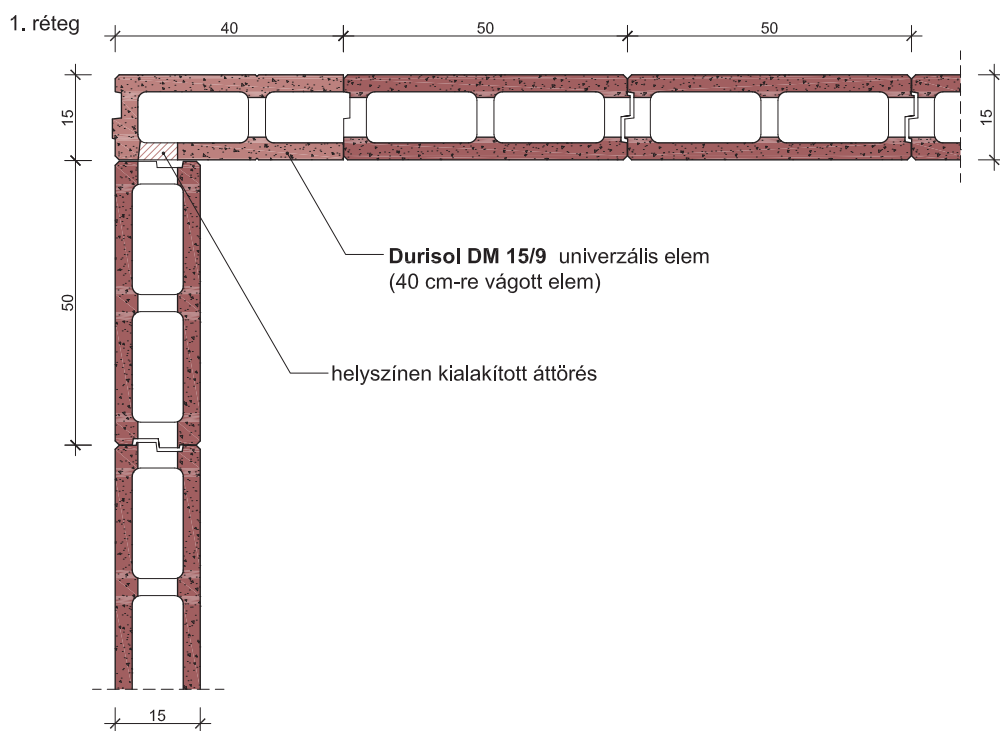 1. réteg
40
50
50
15
15
Durisol DM 15/9 univerzális elem
(40 cm-re vágott elem)
50
helyszínen kialakított áttörés
15